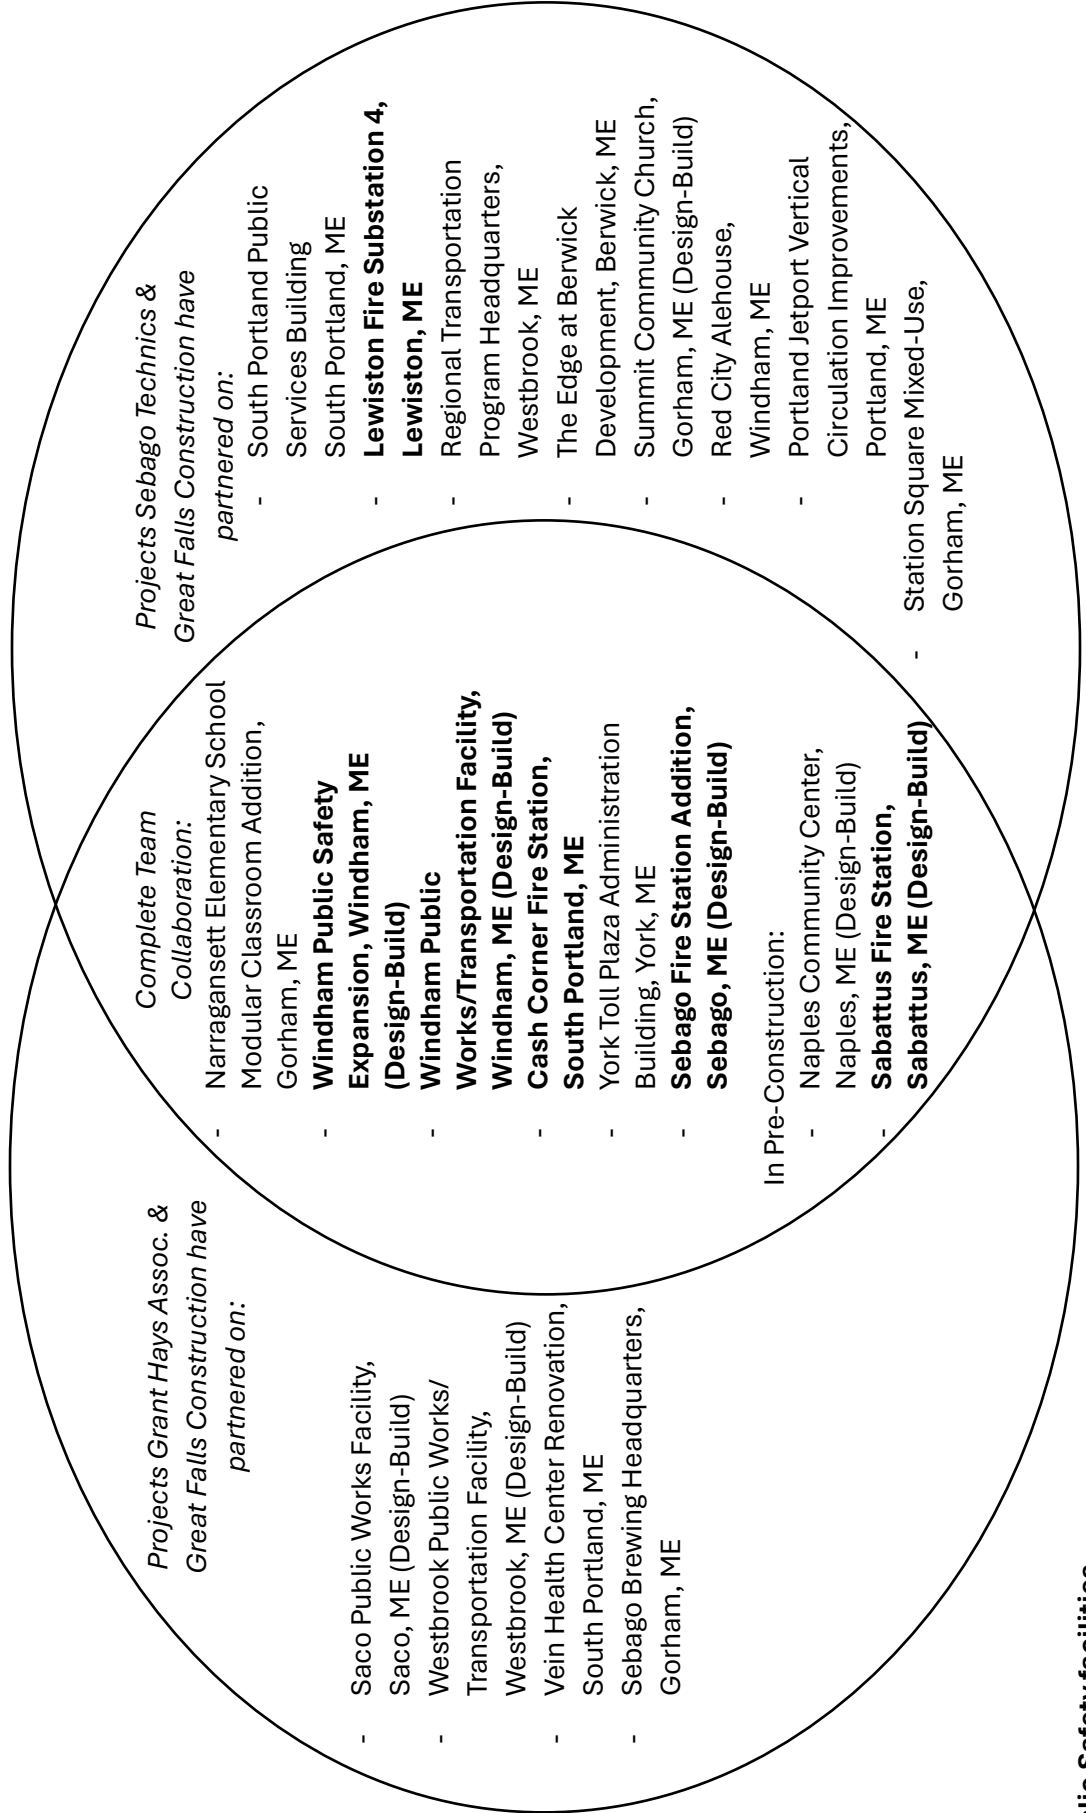 Projects Grant Hays Assoc. &
Great Falls Construction have
partnered on:
- Saco Public Works Facility,
Saco, ME (Design-Build)
- Westbrook Public Works/
Transportation Facility,
Westbrook, ME (Design-Build)
- Vein Health Center Renovation,
South Portland, ME
- Sebago Brewing Headquarters,
Gorham, ME
Complete Team
Collaboration:
- Narragansett Elementary School
Modular Classroom Addition,
Gorham, ME
- Windham Public Safety
Expansion, Windham, ME
(Design-Build)
- Windham Public
Works/Transportation Facility,
Windham, ME (Design-Build)
- Cash Corner Fire Station,
South Portland, ME
- York Toll Plaza Administration
Building, York, ME
- Sebago Fire Station Addition,
Sebago, ME (Design-Build)
In Pre-Construction:
- Naples Community Center,
Naples, ME (Design-Build)
- Sabattus Fire Station,
Sabattus, ME (Design-Build)
Projects Sebago Technics &
Great Falls Construction have
partnered on:
- South Portland Public
Services Building
South Portland, ME
- Lewiston Fire Substation 4,
Lewiston, ME
- Regional Transportation
Program Headquarters,
Westbrook, ME
- The Edge at Berwick
Development, Berwick, ME
- Summit Community Church,
Gorham, ME (Design-Build)
- Red City Alehouse,
Windham, ME
- Portland Jetport Vertical
Circulation Improvements,
Portland, ME
- Station Square Mixed-Use,
Gorham, ME
Safety facilities